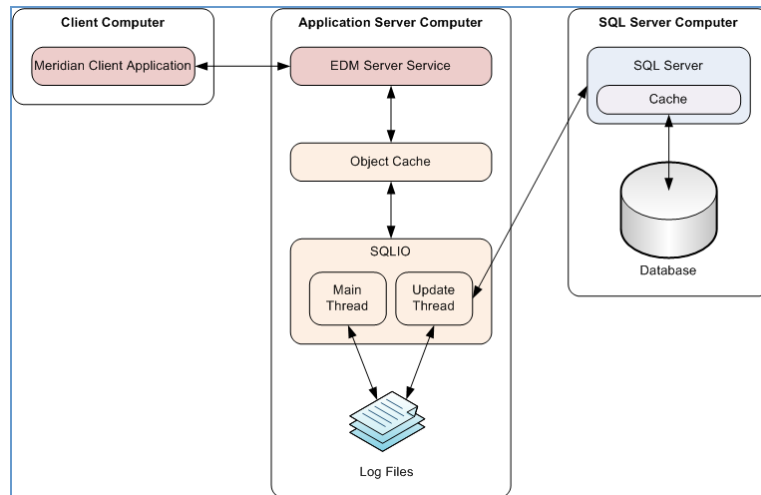 Client Computer
Meridian Client Application
Application Server Computer
EDM Server Service
Object Cache
SQLIO
Main
Thread
Update
Thread
Log Files
SQL Server Computer
SQL Server
Cache
Database